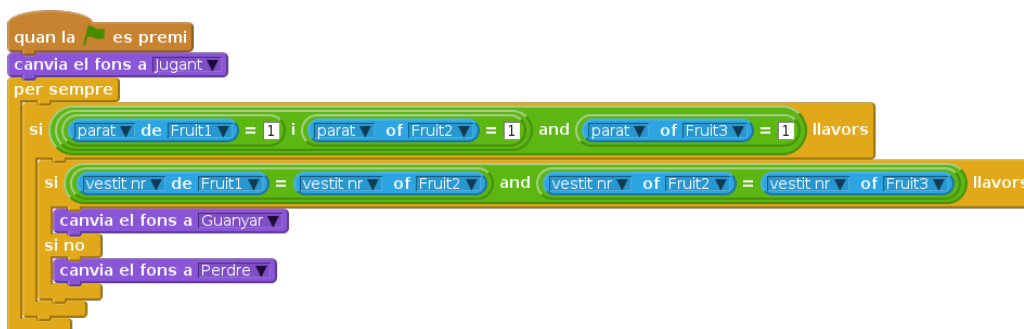 quan la es premi
canvia el fons a Jugant
per sempre
si parat de Fruit1 = 1 i parat of Fruit2 = 1 and parat of Fruit3 = 1 llavors
si vestit nr de Fruit1 = vestit nr of Fruit2 and vestit nr of Fruit2 = vestit nr of Fruit3 llavors
canvia el fons a Guanyar
si no
canvia el fons a Perdre